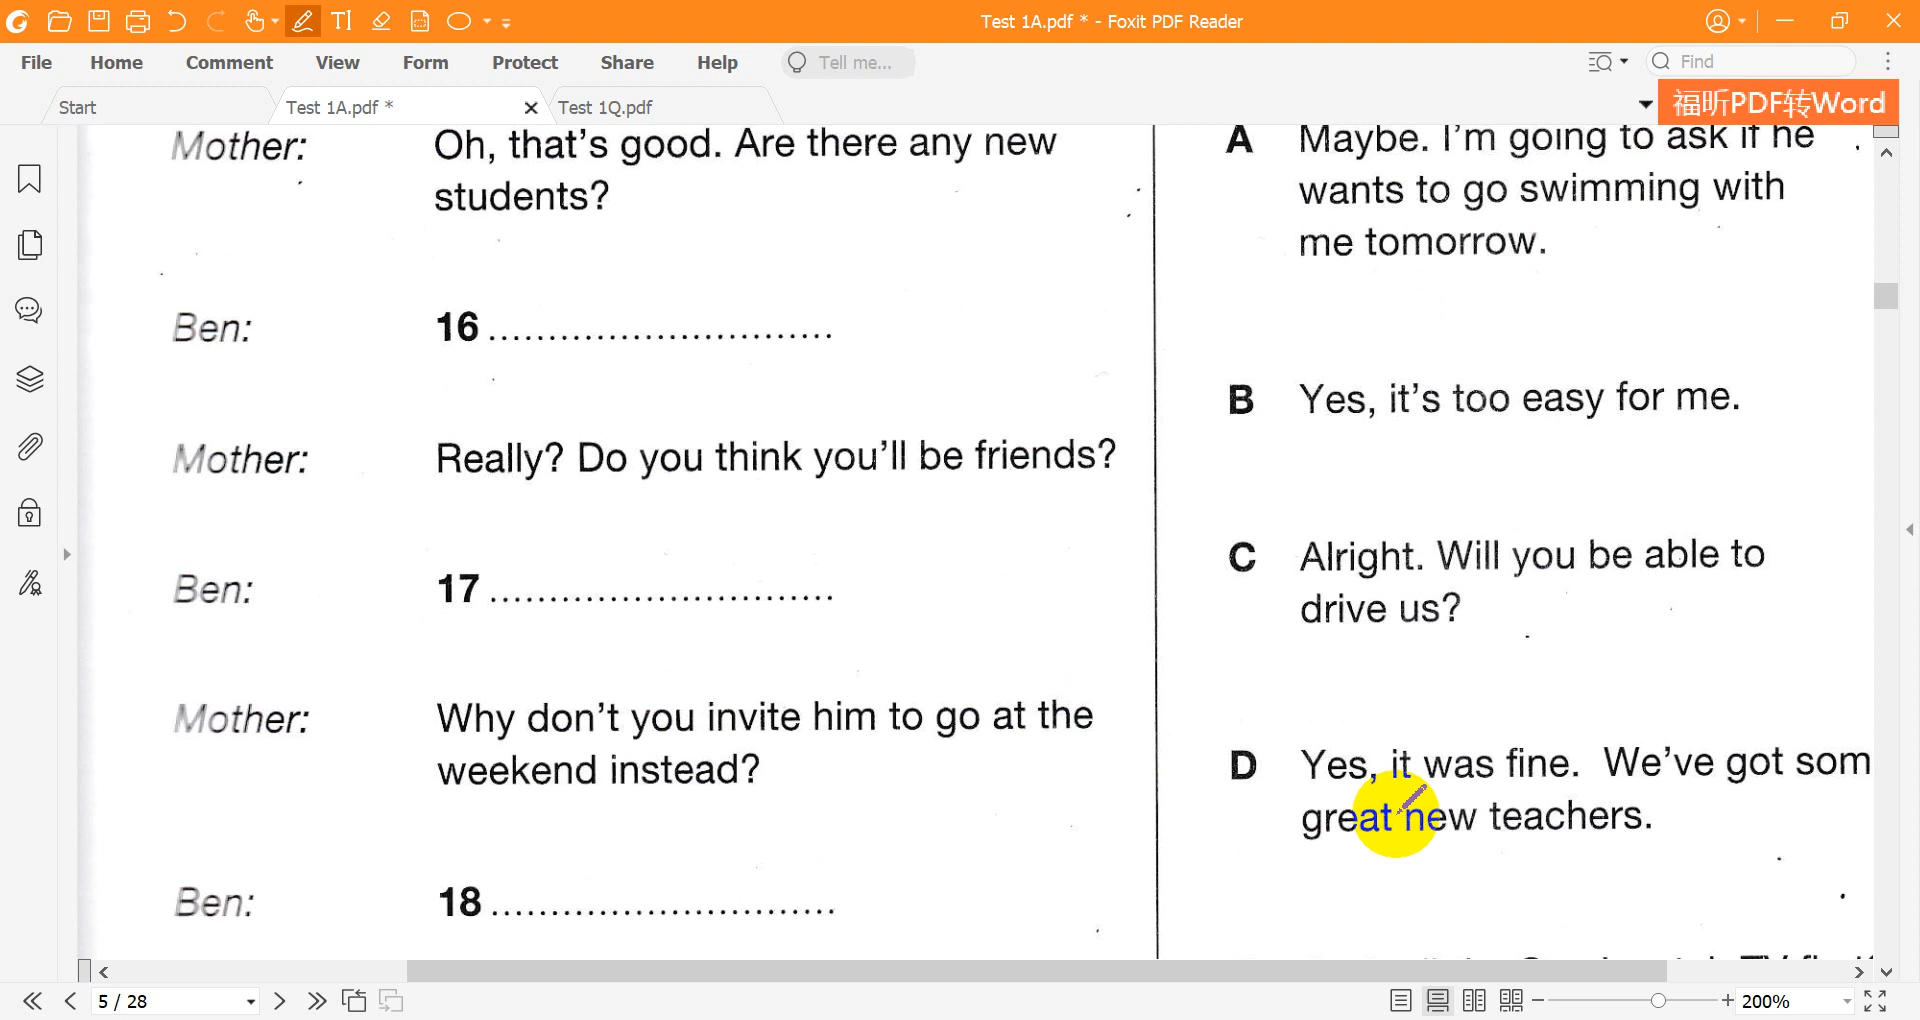 Test 1A.pdf * - Foxit PDF Reader
File Home Comment View Form Protect Share Help Tell me... Find
Start Test 1A.pdf * Test 1Q.pdf 福昕PDF转Word
Mother: Oh, that's good. Are there any new
students?
Ben: 16 .............................
Mother: Really? Do you think you'll be friends?
Ben: 17 .............................
Mother: Why don't you invite him to go at the
weekend instead?
Ben: 18 .............................
A Maybe. I'm going to ask if he
wants to go swimming with
me tomorrow.
B Yes, it's too easy for me.
C Alright. Will you be able to
drive us?
D Yes, it was fine. We've got som
great new teachers.
5 / 28 200%